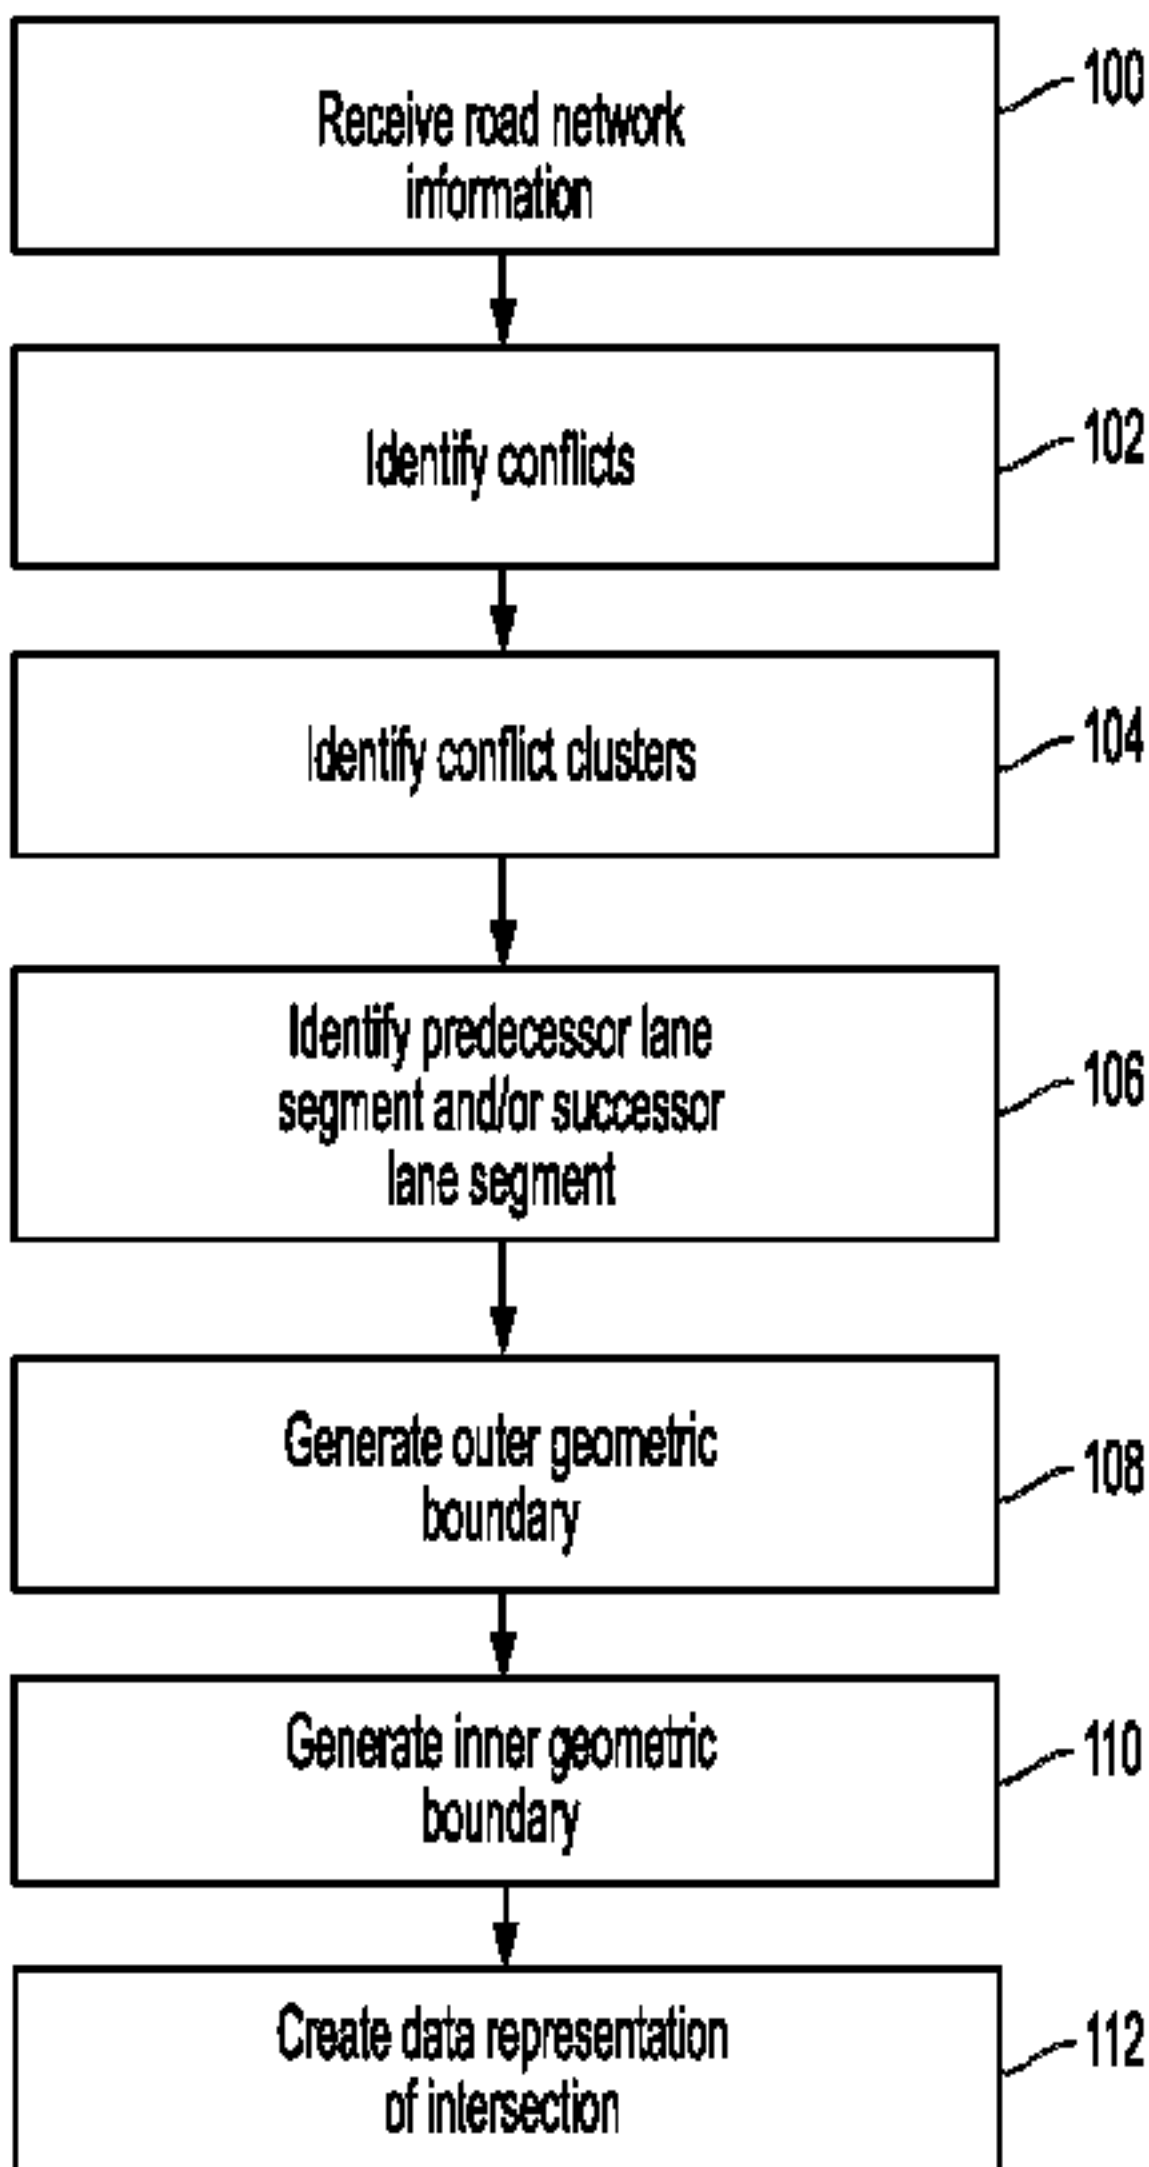 Receive road network
information
100
Identify conflicts
102
Identify conflict clusters
104
Identify predecessor lane
segment and/or successor
lane segment
106
Generate outer geometric
boundary
108
Generate inner geometric
boundary
110
Create data representation
of intersection
112